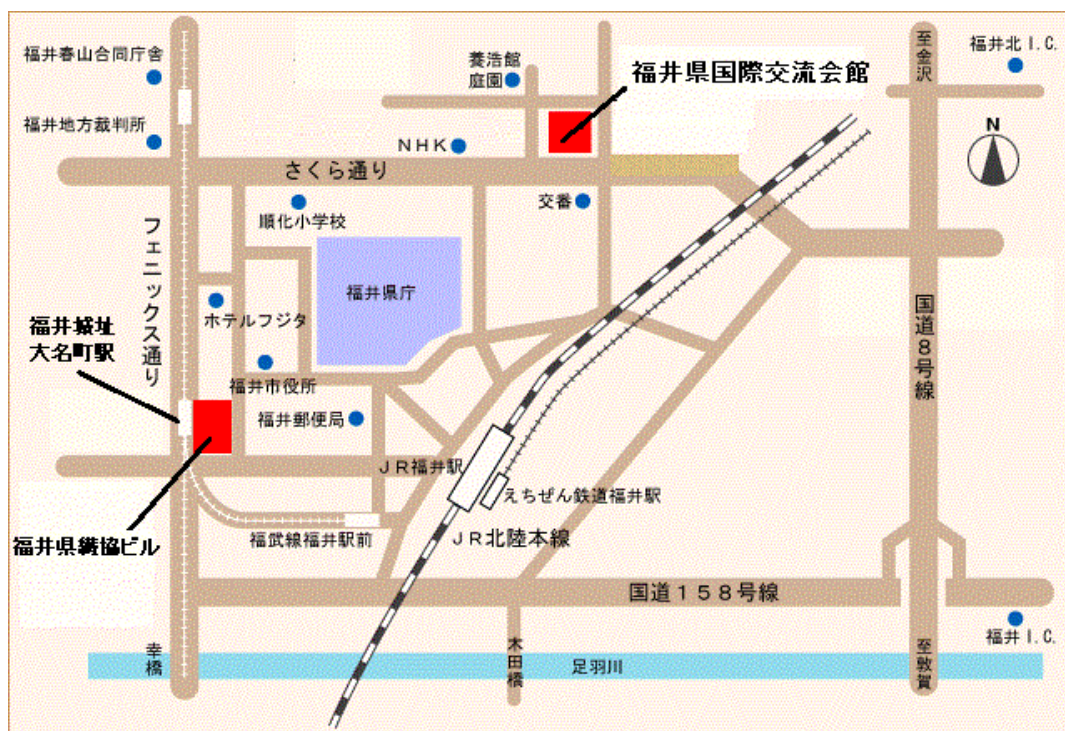 福井春山合同庁舎
福井地方裁判所
養浩館
庭園
福井県国際交流会館
至金沢
福井北I.C.
N
NHK
さくら通り
交番
順化小学校
フェニックス通り
福井県庁
ホテルフジタ
福井城址
大名町駅
国道8号線
福井市役所
福井郵便局
JR福井駅
えちぜん鉄道福井駅
福井県繊協ビル
福武線福井駅前
JR北陸本線
国道158号線
福井I.C.
幸橋
木田橋
足羽川
至敦賀